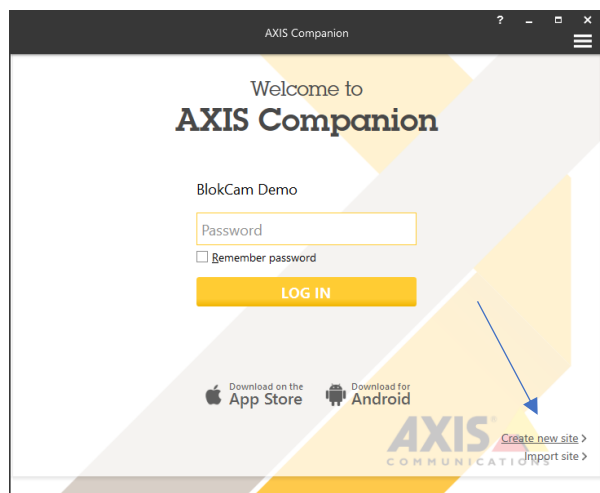 AXIS Companion
?
Welcome to
AXIS Companion
BlokCam Demo
Password
Remember password
LOG IN
Download on the
App Store
Download for
Android
AXIS
COMMUNICATIONS
Create new site >
Import site >